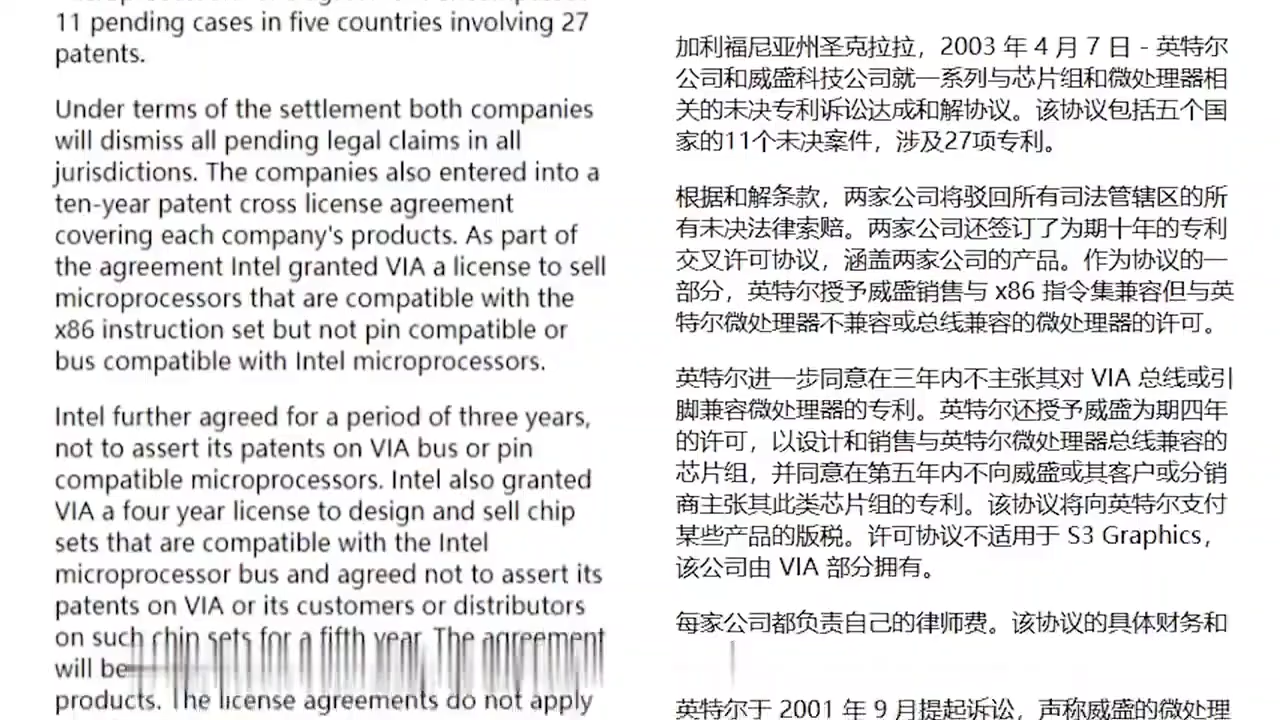 11 pending cases in five countries involving 27
patents.
Under terms of the settlement both companies
will dismiss all pending legal claims in all
jurisdictions. The companies also entered into a
ten-year patent cross license agreement
covering each company's products. As part of
the agreement Intel granted VIA a license to sell
microprocessors that are compatible with the
x86 instruction set but not pin compatible or
bus compatible with Intel microprocessors.
Intel further agreed for a period of three years,
not to assert its patents on VIA bus or pin
compatible microprocessors. Intel also granted
VIA a four year license to design and sell chip
sets that are compatible with the Intel
microprocessor bus and agreed not to assert its
patents on VIA or its customers or distributors
on such chip sets for a fifth year. The agreement
will be
products. The license agreements do not apply
加利福尼亚州圣克拉拉，2003 年 4 月 7 日 - 英特尔
公司和威盛科技公司就一系列与芯片组和微处理器相
关的未决专利诉讼达成和解协议。该协议包括五个国
家的11个未决案件，涉及27项专利。
根据和解条款，两家公司将驳回所有司法管辖区的所
有未决法律索赔。两家公司还签订了为期十年的专利
交叉许可协议，涵盖两家公司的产品。作为协议的一
部分，英特尔授予威盛销售与 x86 指令集兼容但与英
特尔微处理器不兼容或总线兼容的微处理器的许可。
英特尔进一步同意在三年内不主张其对 VIA 总线或引
脚兼容微处理器的专利。英特尔还授予威盛为期四年
的许可，以设计和销售与英特尔微处理器总线兼容的
芯片组，并同意在第五年内不向威盛或其客户或分销
商主张其此类芯片组的专利。该协议将向英特尔支付
某些产品的版税。许可协议不适用于 S3 Graphics，
该公司由 VIA 部分拥有。
每家公司都负责自己的律师费。该协议的具体财务和
英特尔于 2001 年 9 月提起诉讼，声称威盛的微处理